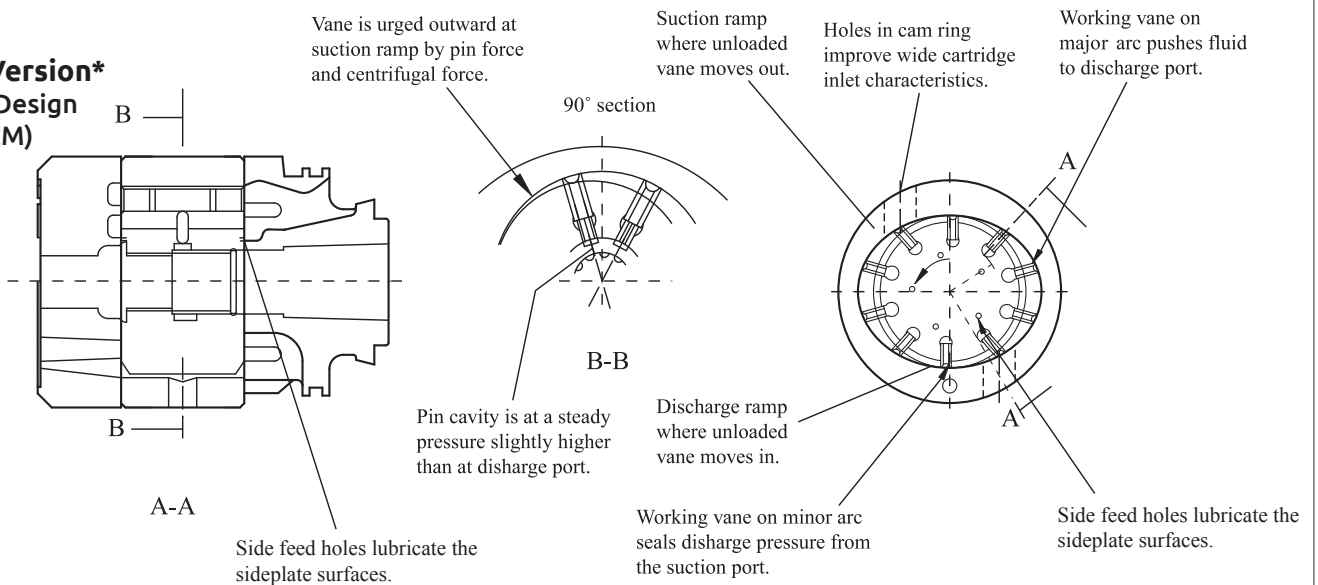 Version*
Design
M)
B
B
A-A
Side feed holes lubricate the
sideplate surfaces.
Vane is urged outward at
suction ramp by pin force
and centrifugal force.
90˚ section
B-B
Pin cavity is at a steady
pressure slightly higher
than at disharge port.
Suction ramp
where unloaded
vane moves out.
Holes in cam ring
improve wide cartridge
inlet characteristics.
Working vane on
major arc pushes fluid
to discharge port.
A
A
Discharge ramp
where unloaded
vane moves in.
Working vane on minor arc
seals disharge pressure from
the suction port.
Side feed holes lubricate the
sideplate surfaces.